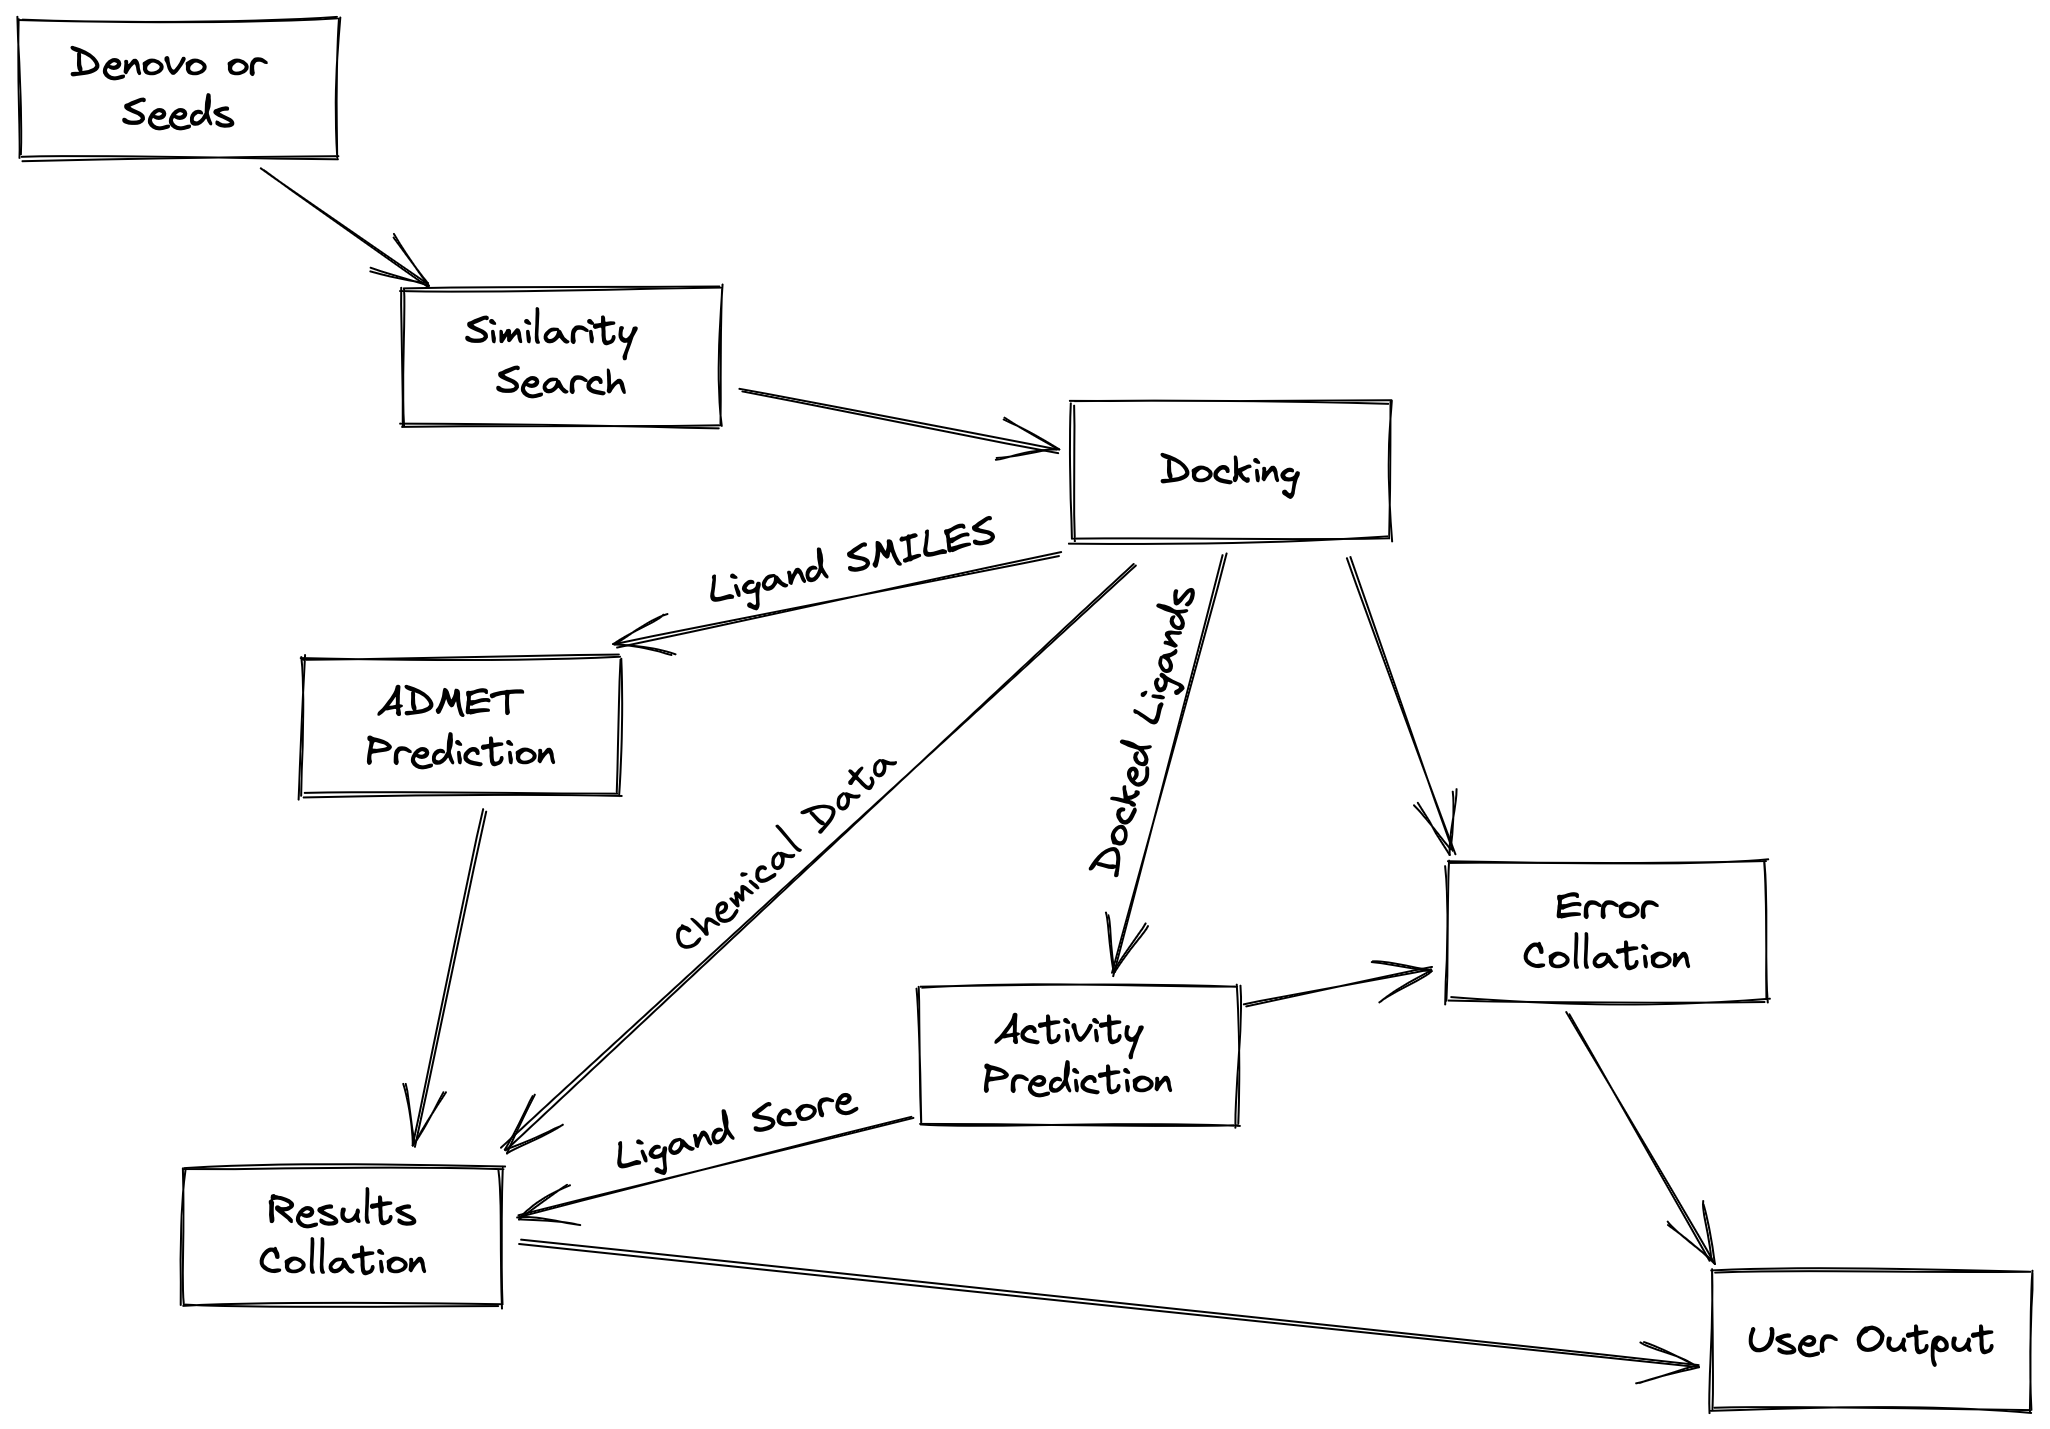 Denovo or
Seeds
Similarity
Search
Docking
Ligand SMILES
Chemical Data
Docked Ligands
ADMET
Prediction
Error
Collation
Activity
Prediction
Ligand Score
Results
Collation
User Output